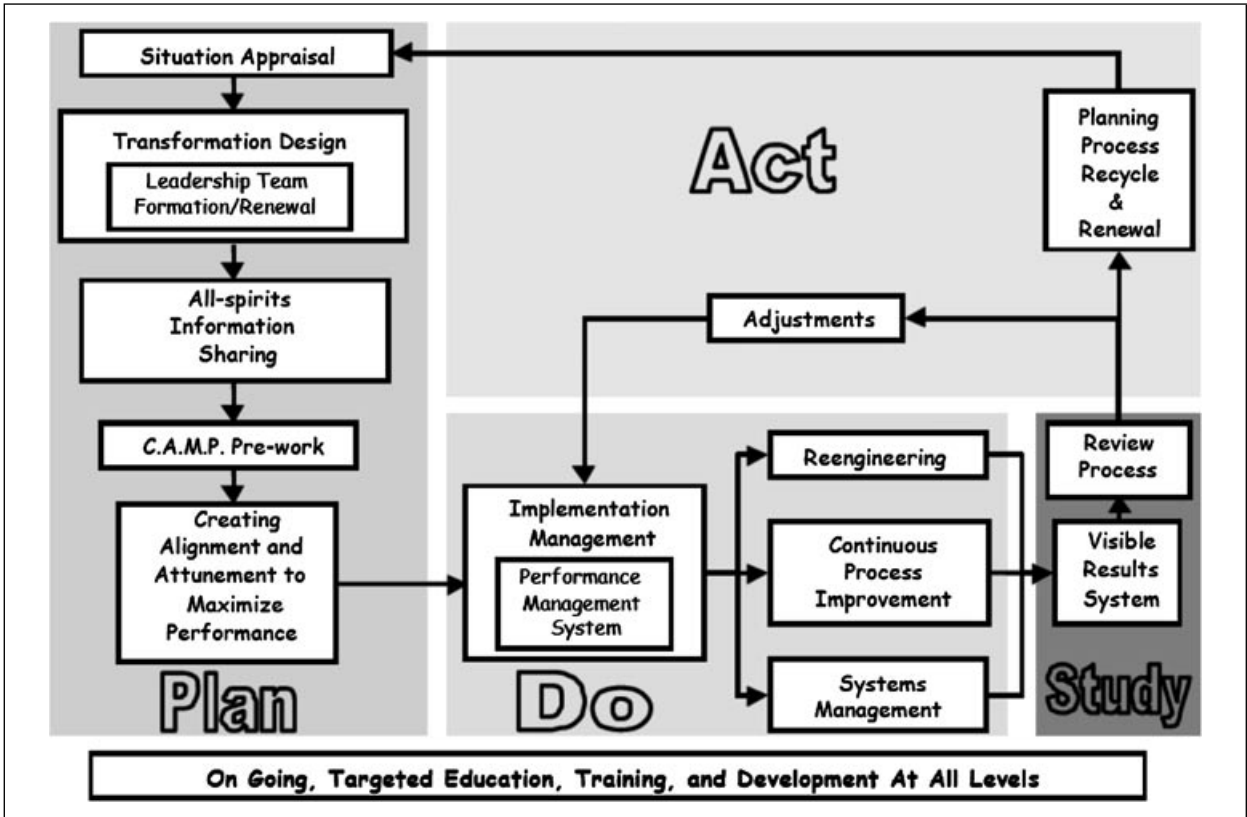 Situation Appraisal
Transformation Design
Leadership Team
Formation/Renewal
All-spirits
Information
Sharing
C.A.M.P. Pre-work
Creating
Alignment and
Attunement to
Maximize
Performance
Plan
Act
Planning
Process
Recycle
&
Renewal
Adjustments
Implementation
Management
Performance
Management
System
Reengineering
Continuous
Process
Improvement
Systems
Management
Do
Review
Process
Visible
Results
System
Study
On Going, Targeted Education, Training, and Development At All Levels